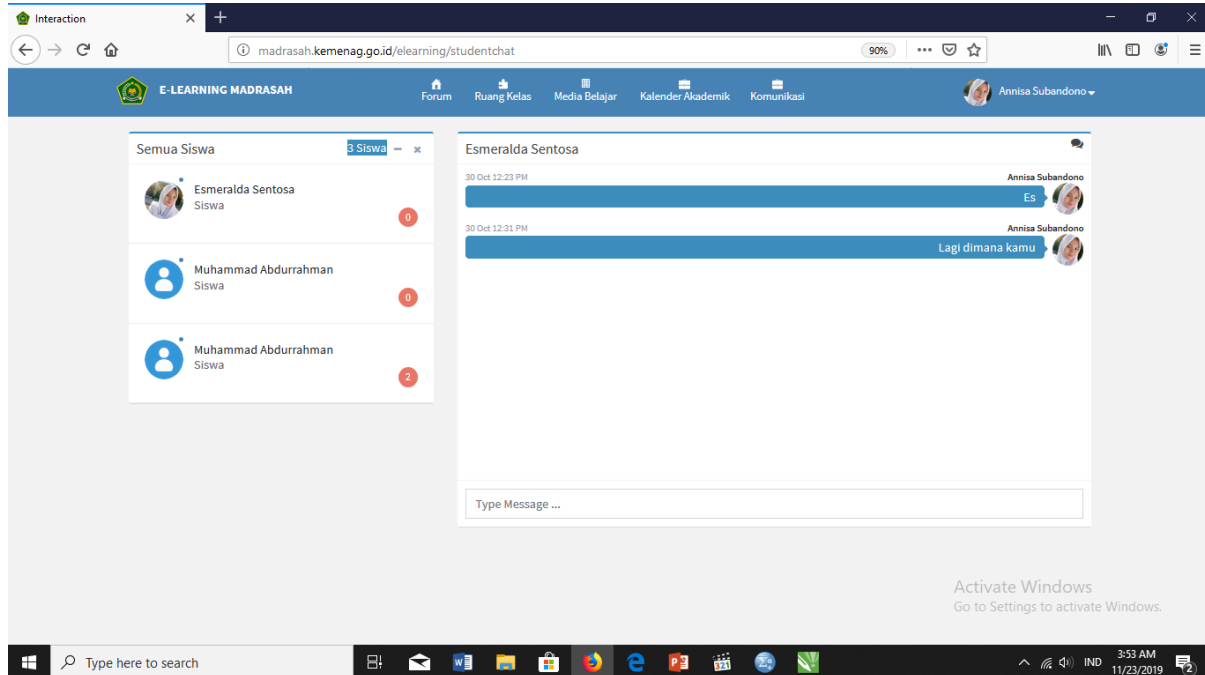 Interaction
madrasah.kemenag.go.id/elearning/studentchat
90%
E-LEARNING MADRASAH
Forum
Ruang Kelas
Media Belajar
Kalender Akademik
Komunikasi
Annisa Subandono
Semua Siswa
3 Siswa
Esmeralda Sentosa
Siswa
0
Muhammad Abdurrahman
Siswa
0
Muhammad Abdurrahman
Siswa
2
Esmeralda Sentosa
30 Oct 12:23 PM
Annisa Subandono
Es
30 Oct 12:31 PM
Annisa Subandono
Lagi dimana kamu
Type Message ...
Activate Windows
Go to Settings to activate Windows.
Type here to search
321
IND
3:53 AM
11/23/2019
2